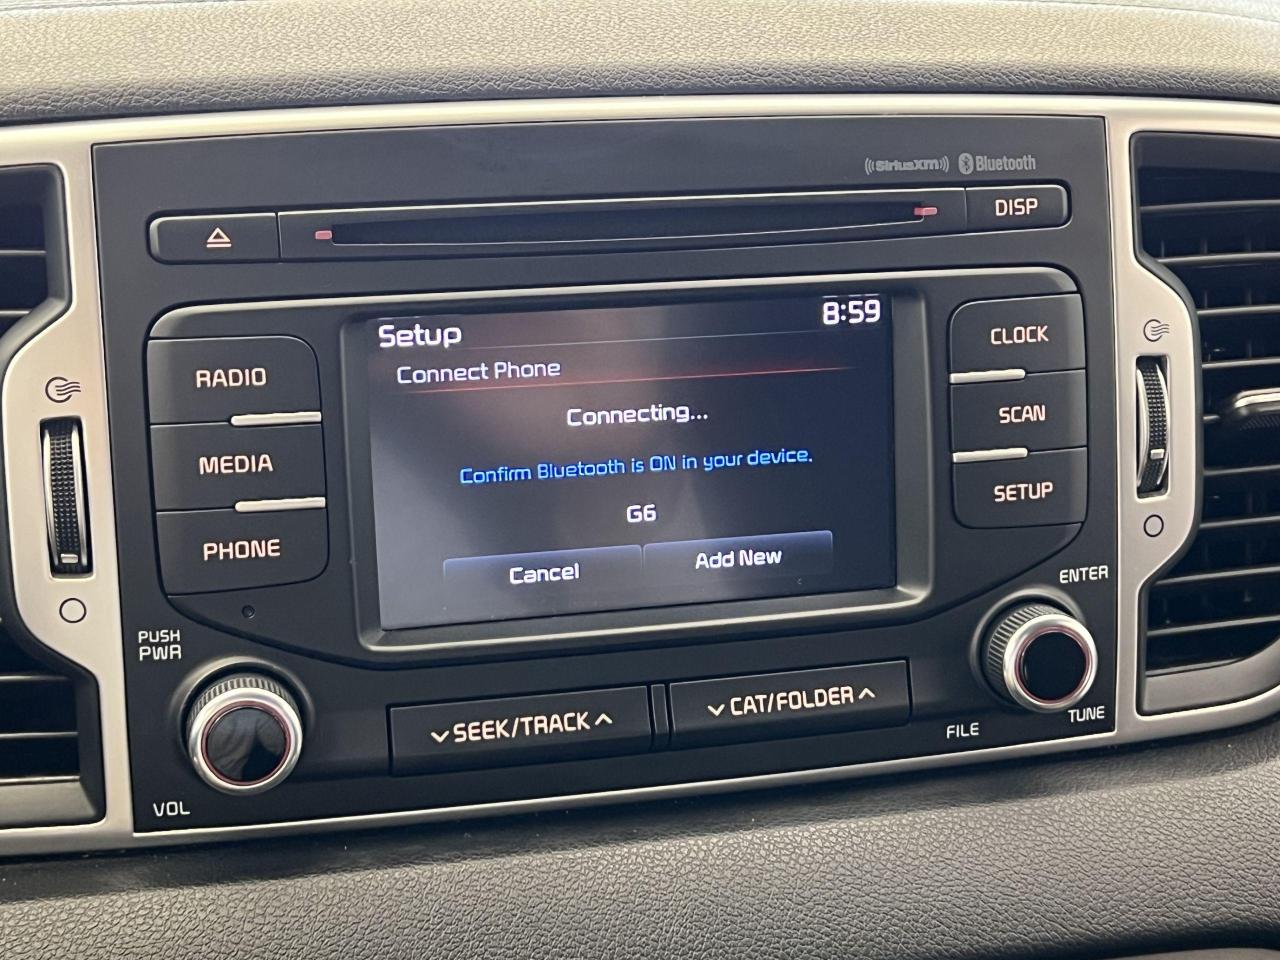 SiriusXM Bluetooth
DISP
RADIO
MEDIA
PHONE
Setup 8:59
Connect Phone
Connecting...
Confirm Bluetooth is ON in your device.
G6
Cancel Add New
CLOCK
SCAN
SETUP
PUSH
PWR
VOL
SEEK/TRACK
CAT/FOLDER
ENTER
FILE
TUNE